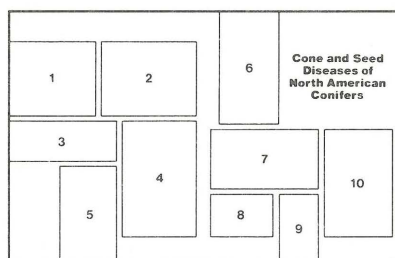 Cone and Seed
Diseases of
North American
Conifers
1
2
3
4
5
6
7
8
9
10